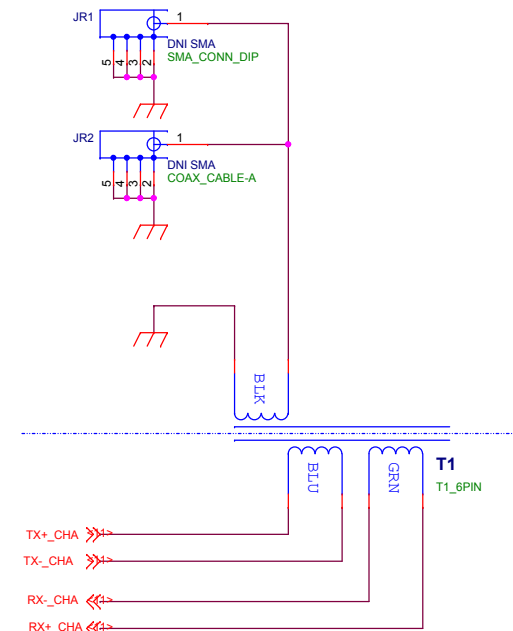 JR1
1
DNI SMA
SMA_CONN_DIP
5
4
3
2
JR2
1
DNI SMA
COAX_CABLE-A
5
4
3
2
BLK
BLU
GRN
T1
T1_6PIN
TX+_CHA
TX-_CHA
RX-_CHA
RX+_CHA